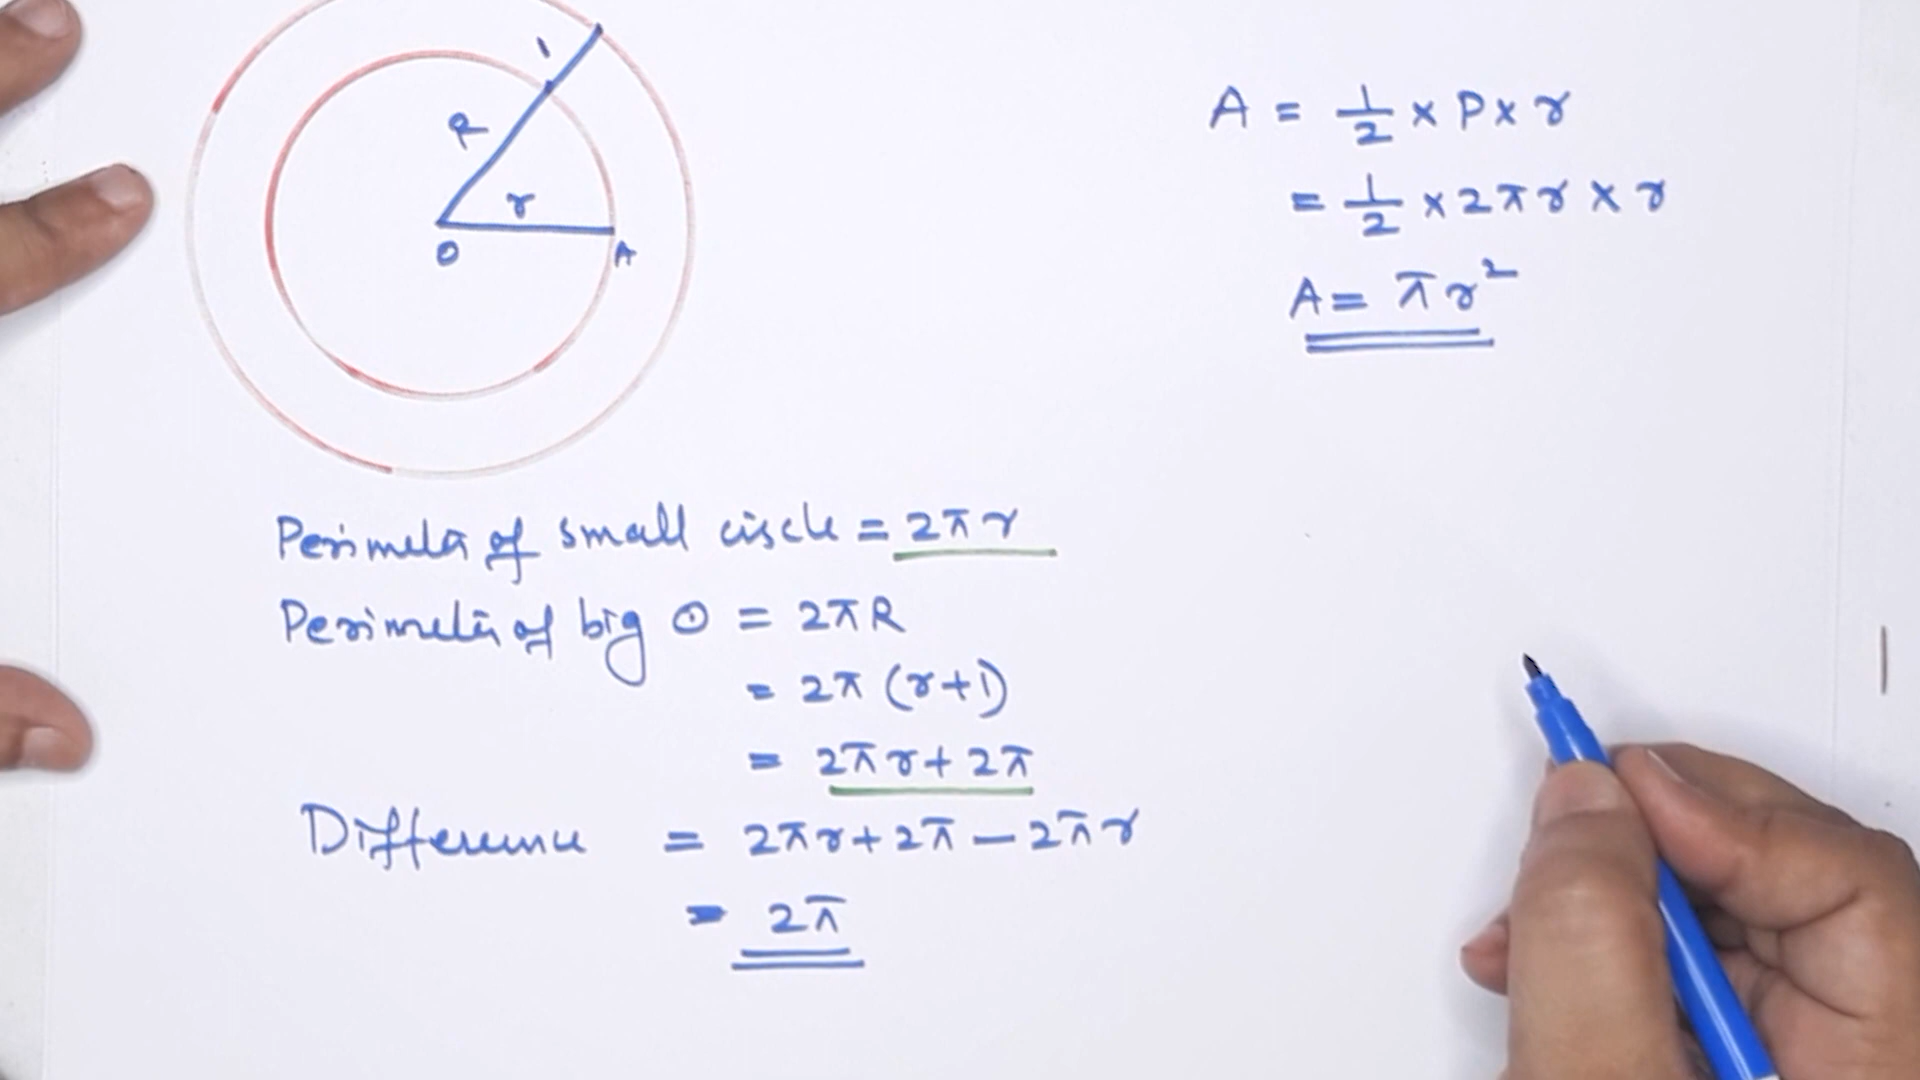 1
R
r
O
A
A = 1/2 × P × r
= 1/2 × 2πr × r
A = πr²
Perimeter of small circle = 2πr
Perimeter of big ⊙ = 2πR
= 2π (r+1)
= 2πr + 2π
Difference = 2πr + 2π − 2πr
= 2π